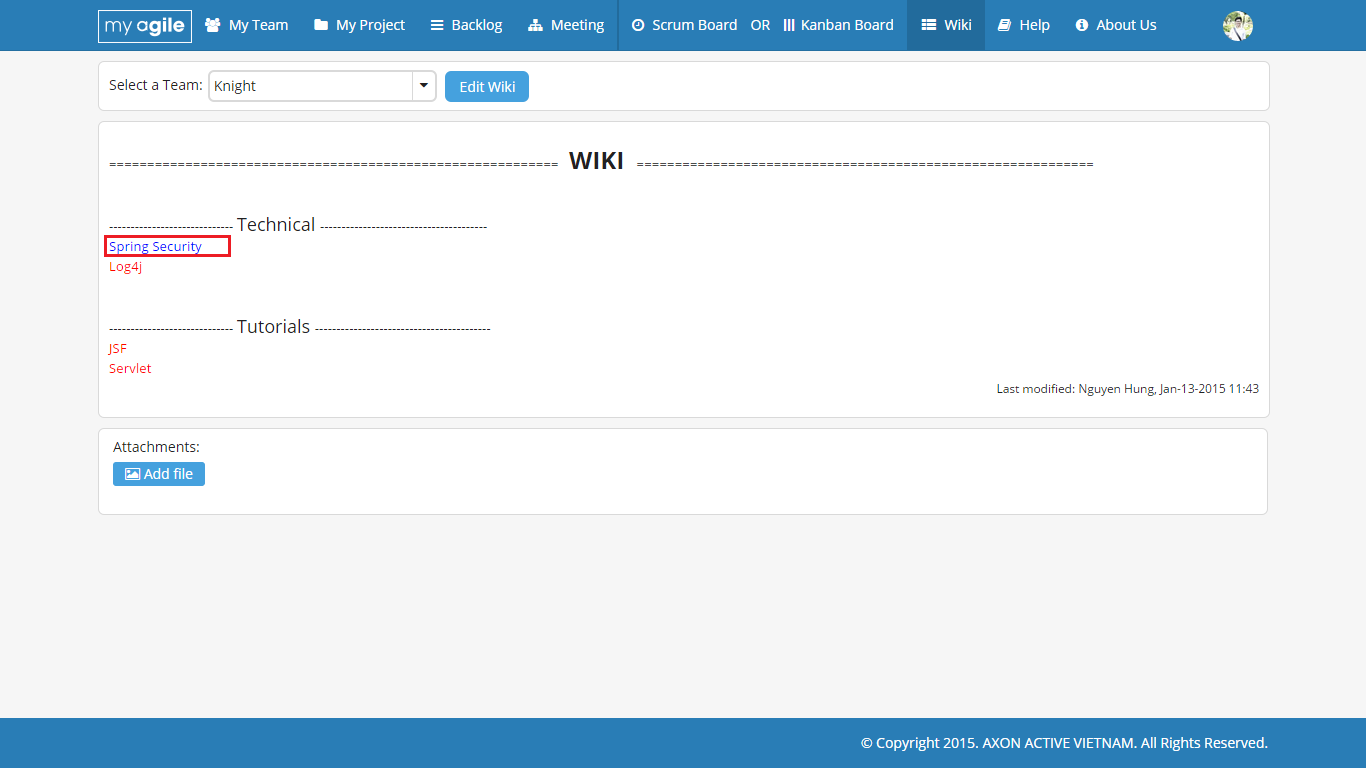 my agile My Team My Project Backlog Meeting Scrum Board OR Kanban Board Wiki Help About Us
Select a Team: Knight Edit Wiki
============================================================ WIKI =============================================================
----------------------------- Technical ---------------------------------------
Spring Security
Log4j
----------------------------- Tutorials -----------------------------------------
JSF
Servlet
Last modified: Nguyen Hung, Jan-13-2015 11:43
Attachments:
Add file
© Copyright 2015. AXON ACTIVE VIETNAM. All Rights Reserved.